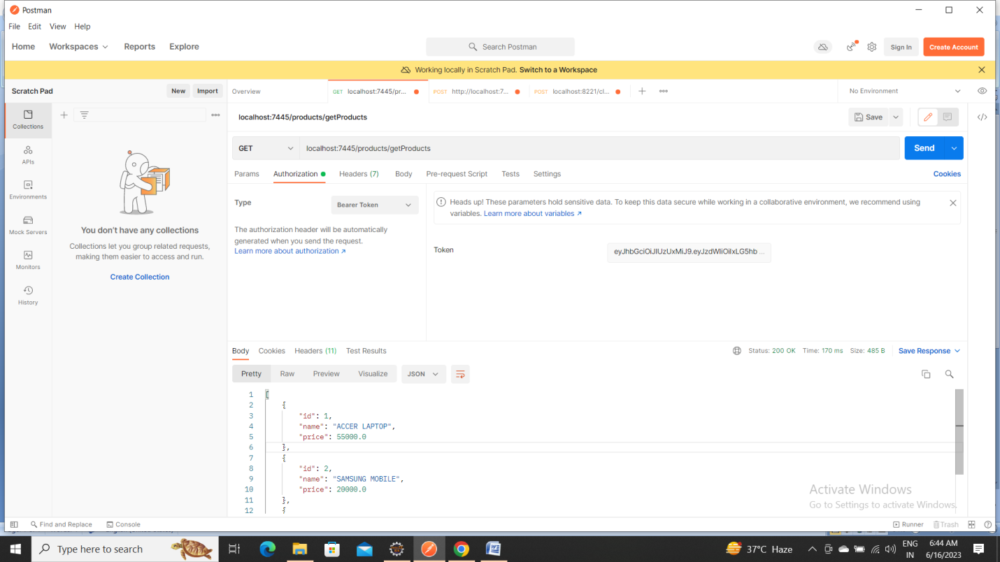 Postman
File Edit View Help
Home Workspaces Reports Explore
Search Postman
Sign In
Create Account
Working locally in Scratch Pad. Switch to a Workspace
Scratch Pad
New
Import
Overview
GET localhost:7445/pr...
POST http://localhost:7...
POST localhost:8221/cl...
No Environment
Collections
APIs
Environments
Mock Servers
Monitors
History
You don't have any collections
Collections let you group related requests,
making them easier to access and run.
Create Collection
localhost:7445/products/getProducts
Save
GET
localhost:7445/products/getProducts
Send
Params Authorization Headers (7) Body Pre-request Script Tests Settings
Cookies
Type
Bearer Token
The authorization header will be automatically
generated when you send the request.
Learn more about authorization ↗
Heads up! These parameters hold sensitive data. To keep this data secure while working in a collaborative environment, we recommend using
variables. Learn more about variables ↗
Token
eyJhbGciOiJIUzUxMiJ9.eyJzdWIiOiIxLG5hb ...
Body Cookies Headers (11) Test Results
Status: 200 OK Time: 170 ms Size: 485 B
Save Response
Pretty Raw Preview Visualize JSON
1 [
2 {
3 "id": 1,
4 "name": "ACCER LAPTOP",
5 "price": 55000.0
6 },
7 {
8 "id": 2,
9 "name": "SAMSUNG MOBILE",
10 "price": 20000.0
11 },
12 {
Activate Windows
Go to Settings to activate Windows.
Find and Replace
Console
Runner
Trash
Type here to search
37°C Haze
ENG
IN
6:44 AM
6/16/2023